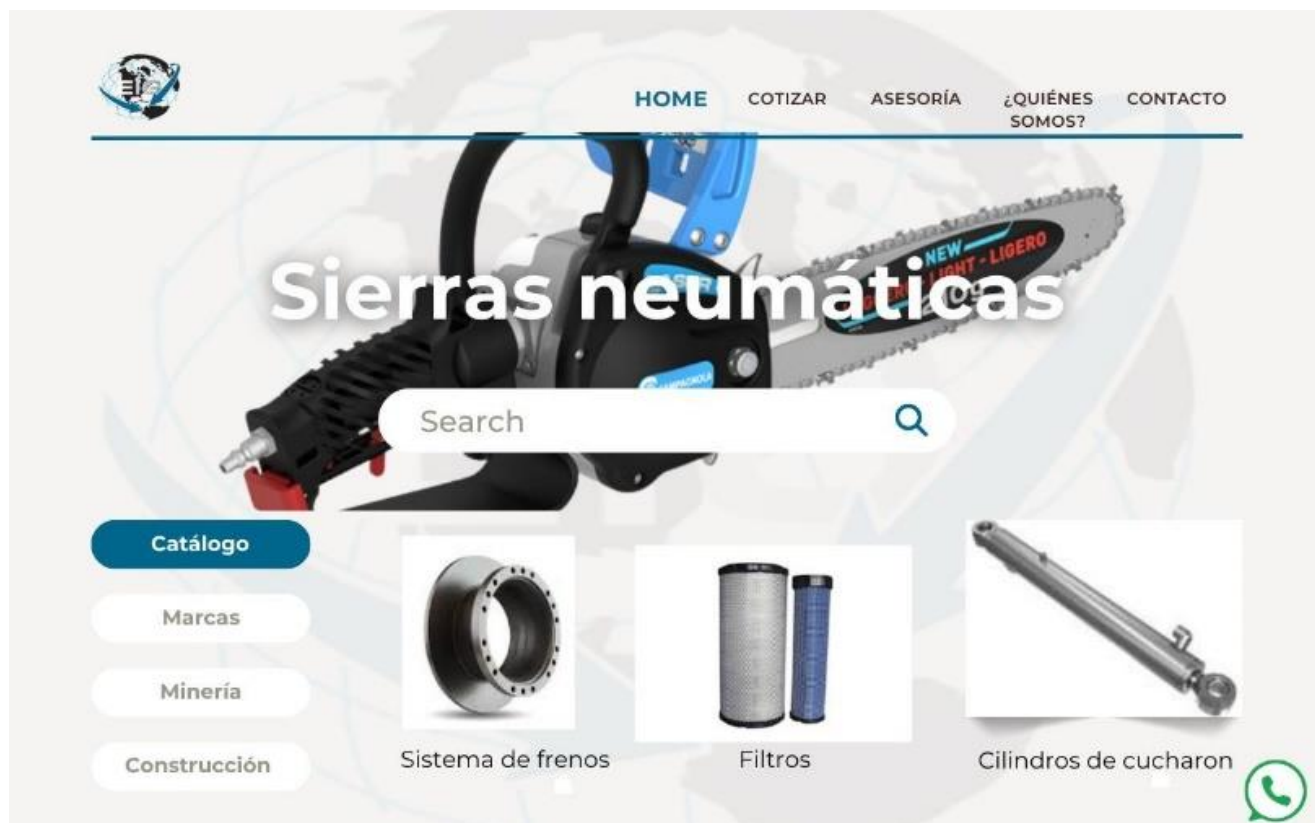 HOME
COTIZAR
ASESORÍA
¿QUIÉNES
SOMOS?
CONTACTO
NEW
LIGHT - LIGERO
Sierras neumáticas
Search
Catálogo
Marcas
Minería
Construcción
Sistema de frenos
Filtros
Cilindros de cucharon